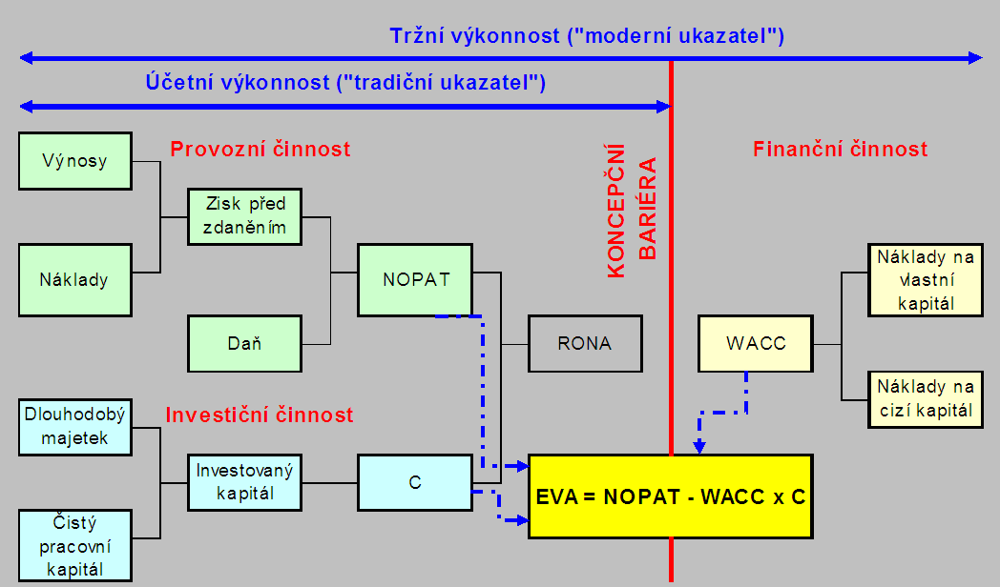 Tržní výkonnost ("moderní ukazatel")
Účetní výkonnost ("tradiční ukazatel")
Provozní činnost
Finanční činnost
KONCEPČNÍ
BARIÉRA
Výnosy
Zisk před
zdaněním
Náklady
NOPAT
Daň
RONA
WACC
Náklady na
vlastní
kapitál
Náklady na
cizí kapitál
Investiční činnost
Dlouhodobý
majetek
Investovaný
kapitál
C
Čistý
pracovní
kapitál
EVA = NOPAT - WACC x C